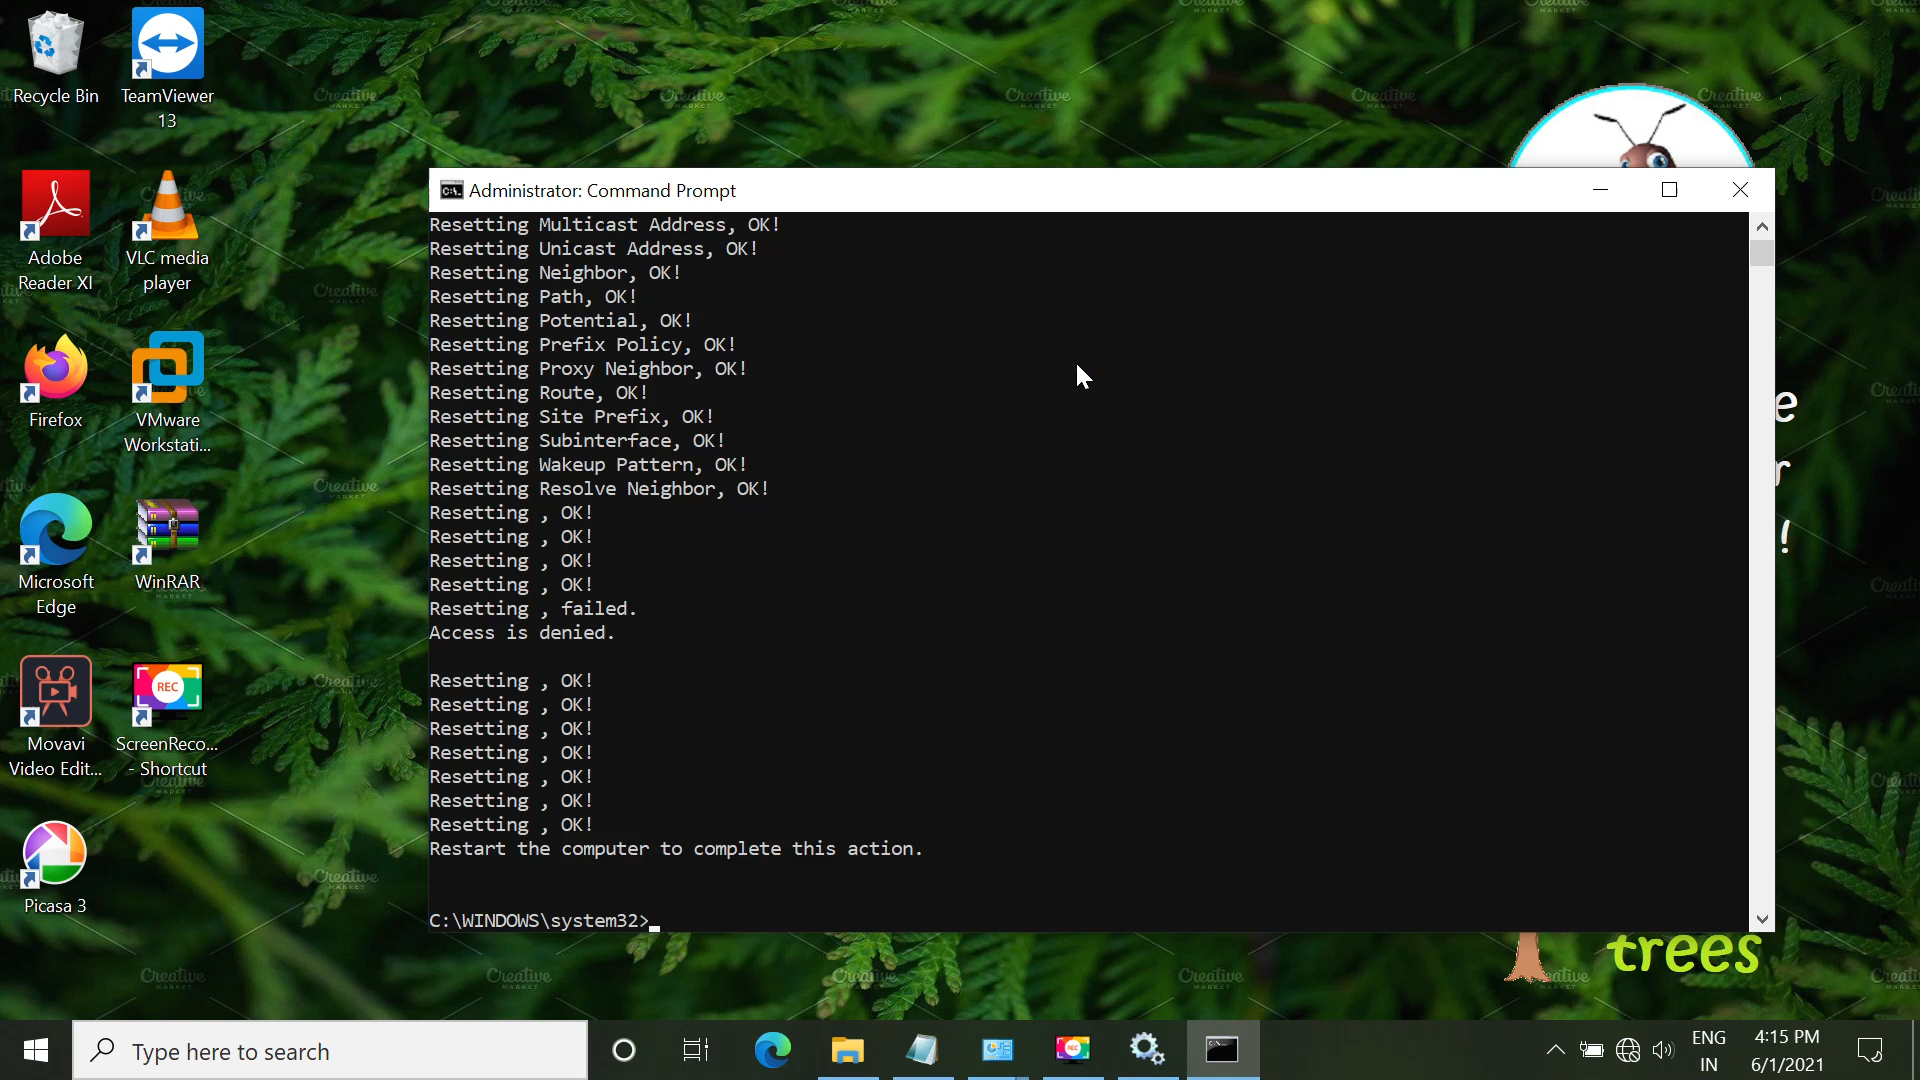 Recycle Bin
TeamViewer
13
Adobe
Reader XI
VLC media
player
Firefox
VMware
Workstati...
Microsoft
Edge
WinRAR
Movavi
Video Edit...
REC
ScreenReco...
- Shortcut
Picasa 3
Administrator: Command Prompt
Resetting Multicast Address, OK!
Resetting Unicast Address, OK!
Resetting Neighbor, OK!
Resetting Path, OK!
Resetting Potential, OK!
Resetting Prefix Policy, OK!
Resetting Proxy Neighbor, OK!
Resetting Route, OK!
Resetting Site Prefix, OK!
Resetting Subinterface, OK!
Resetting Wakeup Pattern, OK!
Resetting Resolve Neighbor, OK!
Resetting , OK!
Resetting , OK!
Resetting , OK!
Resetting , OK!
Resetting , failed.
Access is denied.
Resetting , OK!
Resetting , OK!
Resetting , OK!
Resetting , OK!
Resetting , OK!
Resetting , OK!
Resetting , OK!
Restart the computer to complete this action.
C:\WINDOWS\system32>
e
r
!
trees
Creative
MARKET
Type here to search
ENG
IN
4:15 PM
6/1/2021